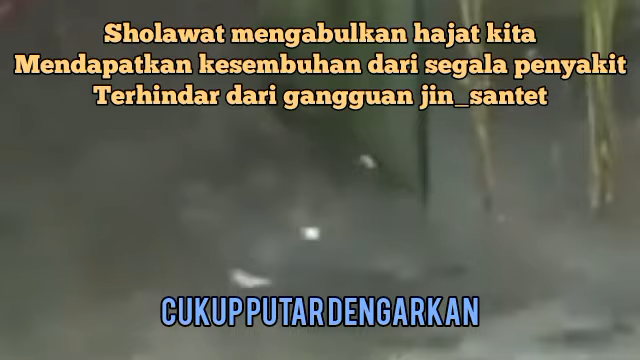 Sholawat mengabulkan hajat kita
Mendapatkan kesembuhan dari segala penyakit
Terhindar dari gangguan jin_santet
CUKUP PUTAR DENGARKAN